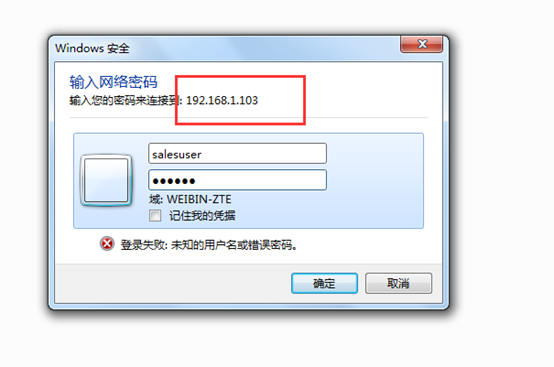 Windows 安全
输入网络密码
输入您的密码来连接到: 192.168.1.103
salesuser
●●●●●●
域: WEIBIN-ZTE
记住我的凭据
登录失败: 未知的用户名或错误密码。
确定 取消